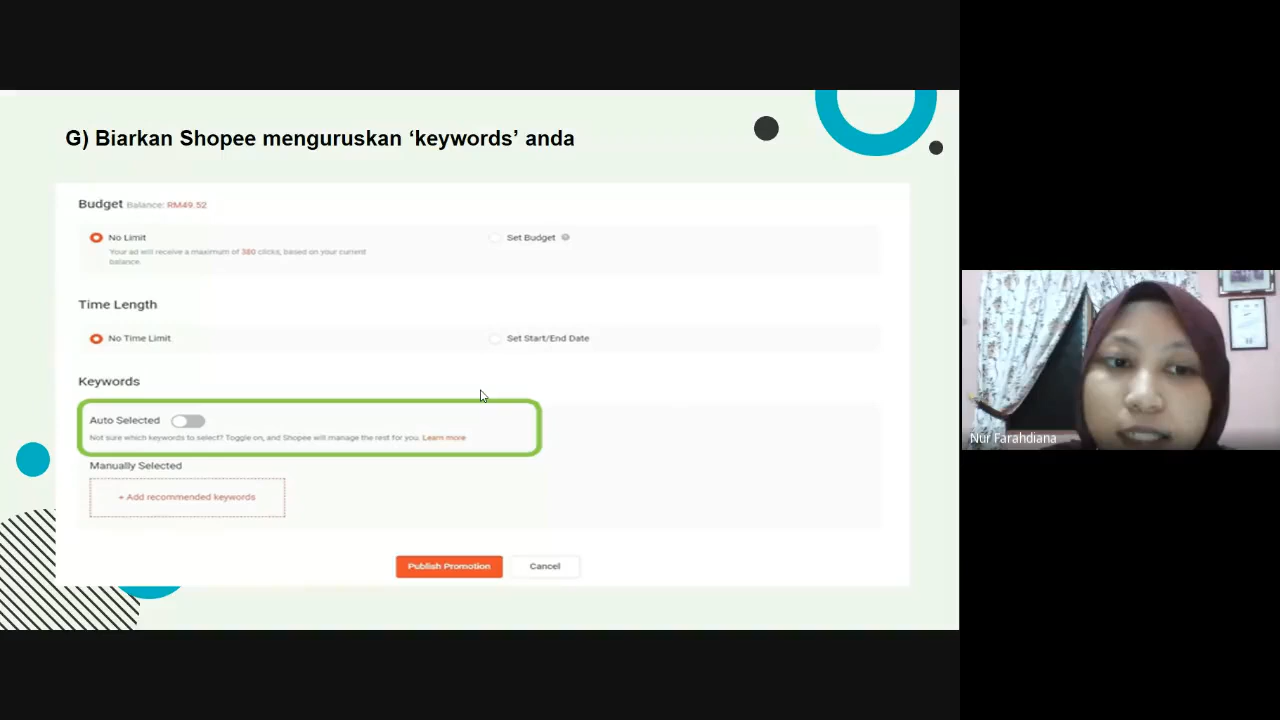 G) Biarkan Shopee menguruskan ‘keywords’ anda
Budget Balance: RM49.52
No Limit
Your ad will receive a maximum of 380 clicks, based on your current
balance.
Set Budget
Time Length
No Time Limit
Set Start/End Date
Keywords
Auto Selected
Not sure which keywords to select? Toggle on, and Shopee will manage the rest for you. Learn more
Manually Selected
+ Add recommended keywords
Publish Promotion
Cancel
Nur Farahdiana